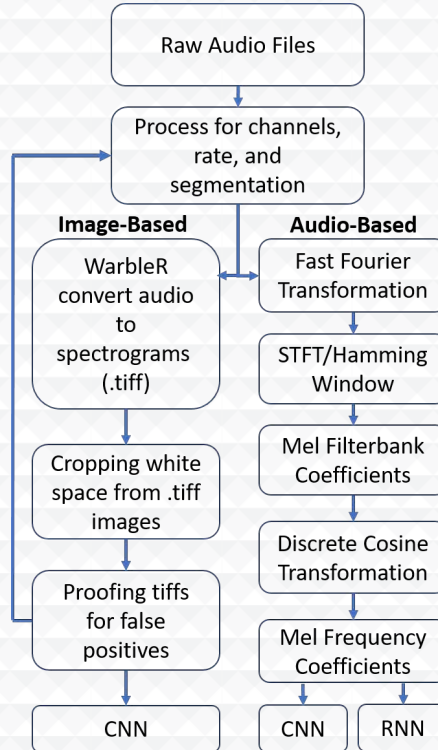 Raw Audio Files
Process for channels,
rate, and
segmentation
Image-Based
WarbleR
convert audio
to
spectrograms
(.tiff)
Cropping white
space from .tiff
images
Proofing tiffs
for false
positives
CNN
Audio-Based
Fast Fourier
Transformation
STFT/Hamming
Window
Mel Filterbank
Coefficients
Discrete Cosine
Transformation
Mel Frequency
Coefficients
CNN
RNN